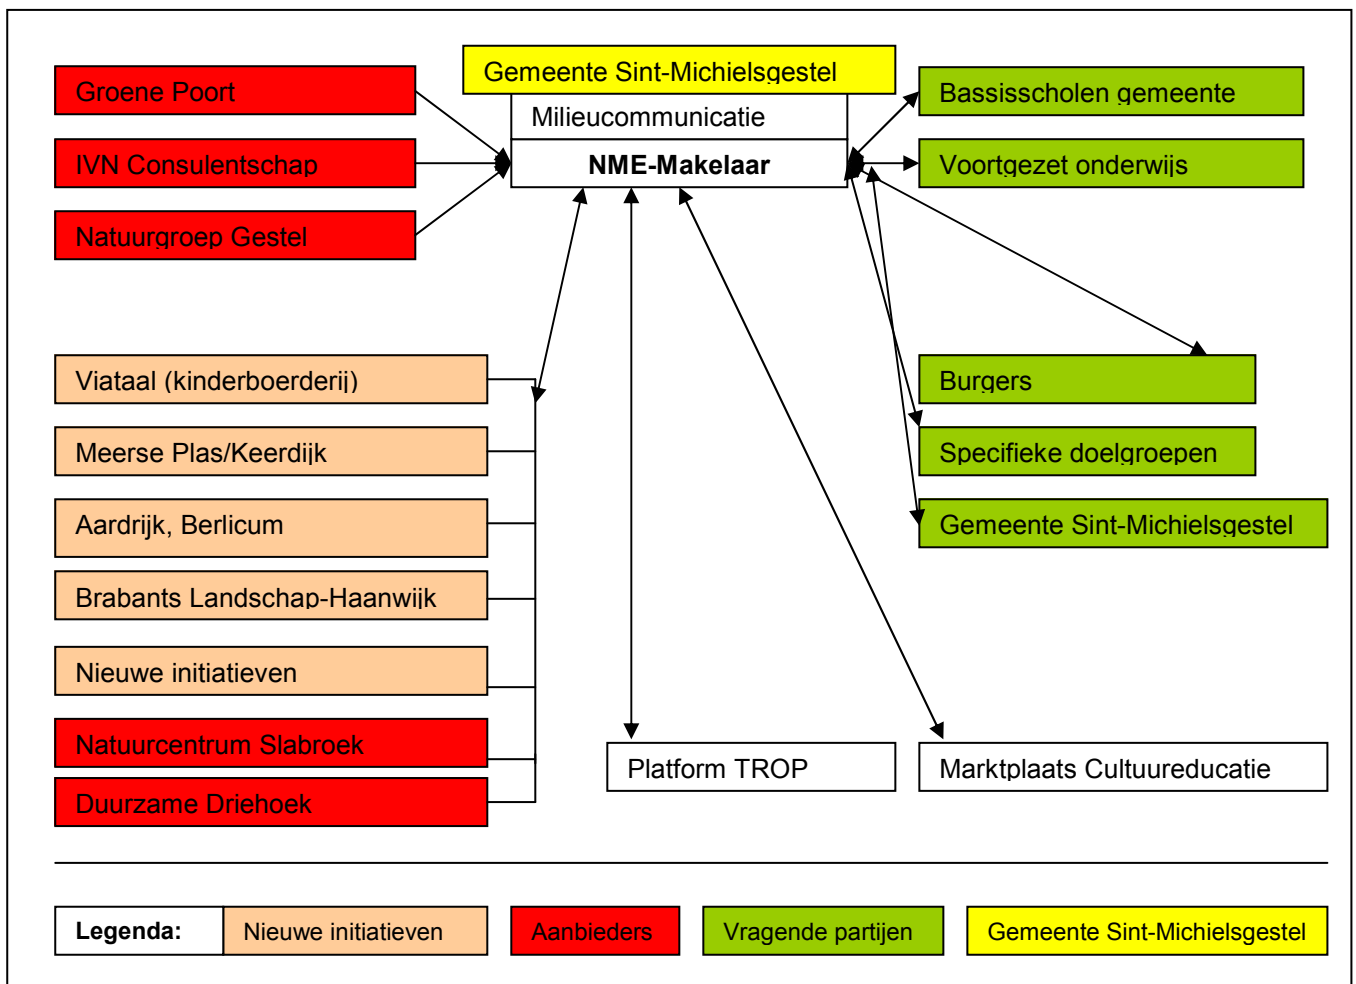 Gemeente Sint-Michielsgestel
Milieucommunicatie
NME-Makelaar
Groene Poort
IVN Consulentschap
Natuurgroep Gestel
Bassisscholen gemeente
Voortgezet onderwijs
Viataal (kinderboerderij)
Meerse Plas/Keerdijk
Aardrijk, Berlicum
Brabants Landschap-Haanwijk
Nieuwe initiatieven
Natuurcentrum Slabroek
Duurzame Driehoek
Burgers
Specifieke doelgroepen
Gemeente Sint-Michielsgestel
Platform TROP
Marktplaats Cultuureducatie
Legenda:
Nieuwe initiatieven
Aanbieders
Vragende partijen
Gemeente Sint-Michielsgestel